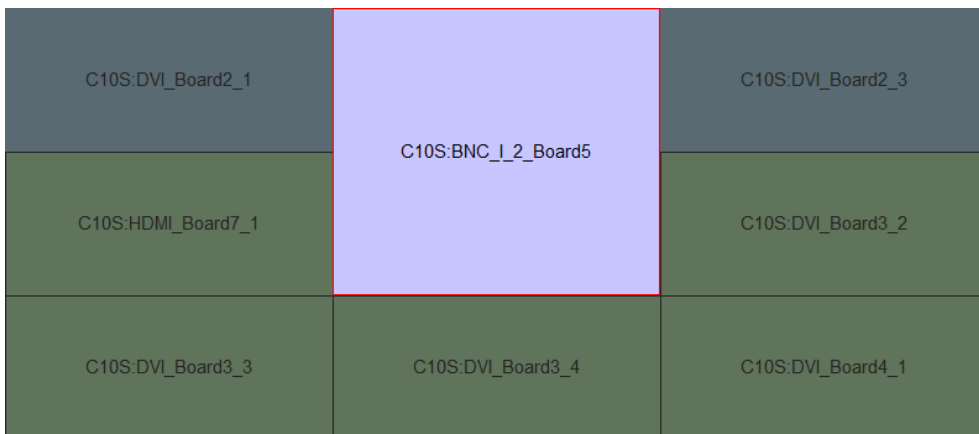 C10S:DVI_Board2_1
C10S:BNC_I_2_Board5
C10S:DVI_Board2_3
C10S:HDMI_Board7_1
C10S:DVI_Board3_2
C10S:DVI_Board3_3
C10S:DVI_Board3_4
C10S:DVI_Board4_1